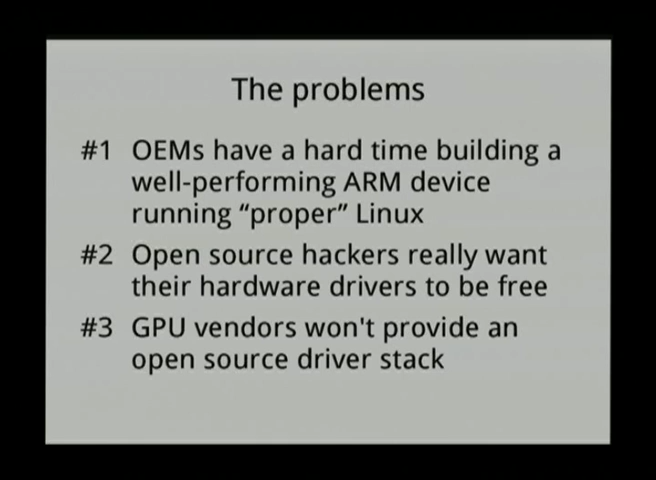 The problems
#1 OEMs have a hard time building a
well-performing ARM device
running “proper” Linux
#2 Open source hackers really want
their hardware drivers to be free
#3 GPU vendors won't provide an
open source driver stack